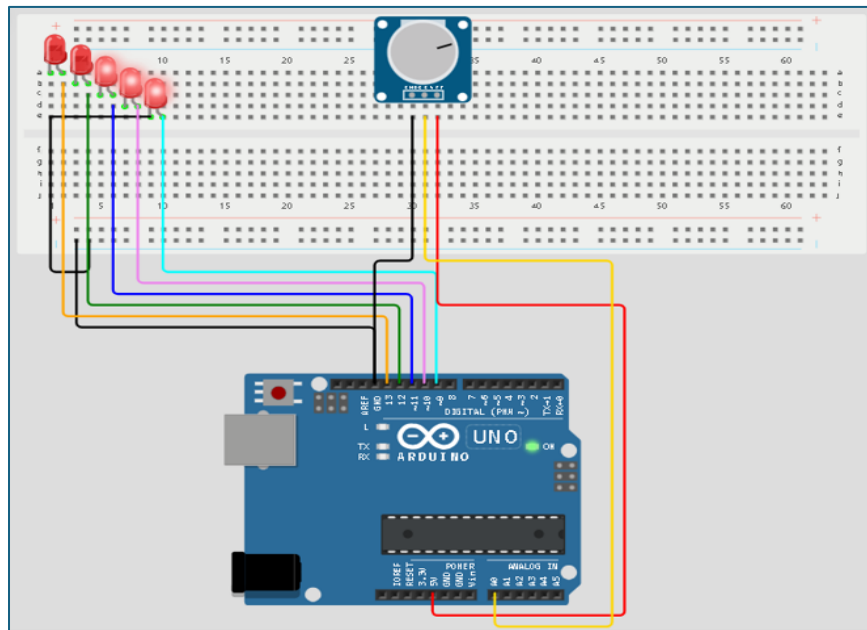 + +
- -
10 15 20 25 30 35 40 45 50 55 60
a a
b b
c c
d d
e e
f f
g g
h h
i i
j j
1 5 10 15 20 25 30 35 40 45 50 55 60
+ +
- -
AREF GND 13 12 ~11 ~10 ~9 8 7 ~6 ~5 4 ~3 2 TX→1 RX←0
DIGITAL (PWM ~)
L
TX
RX
UNO
ON
ARDUINO
POWER ANALOG IN
IOREF RESET 3.3V 5V GND GND Vin A0 A1 A2 A3 A4 A5